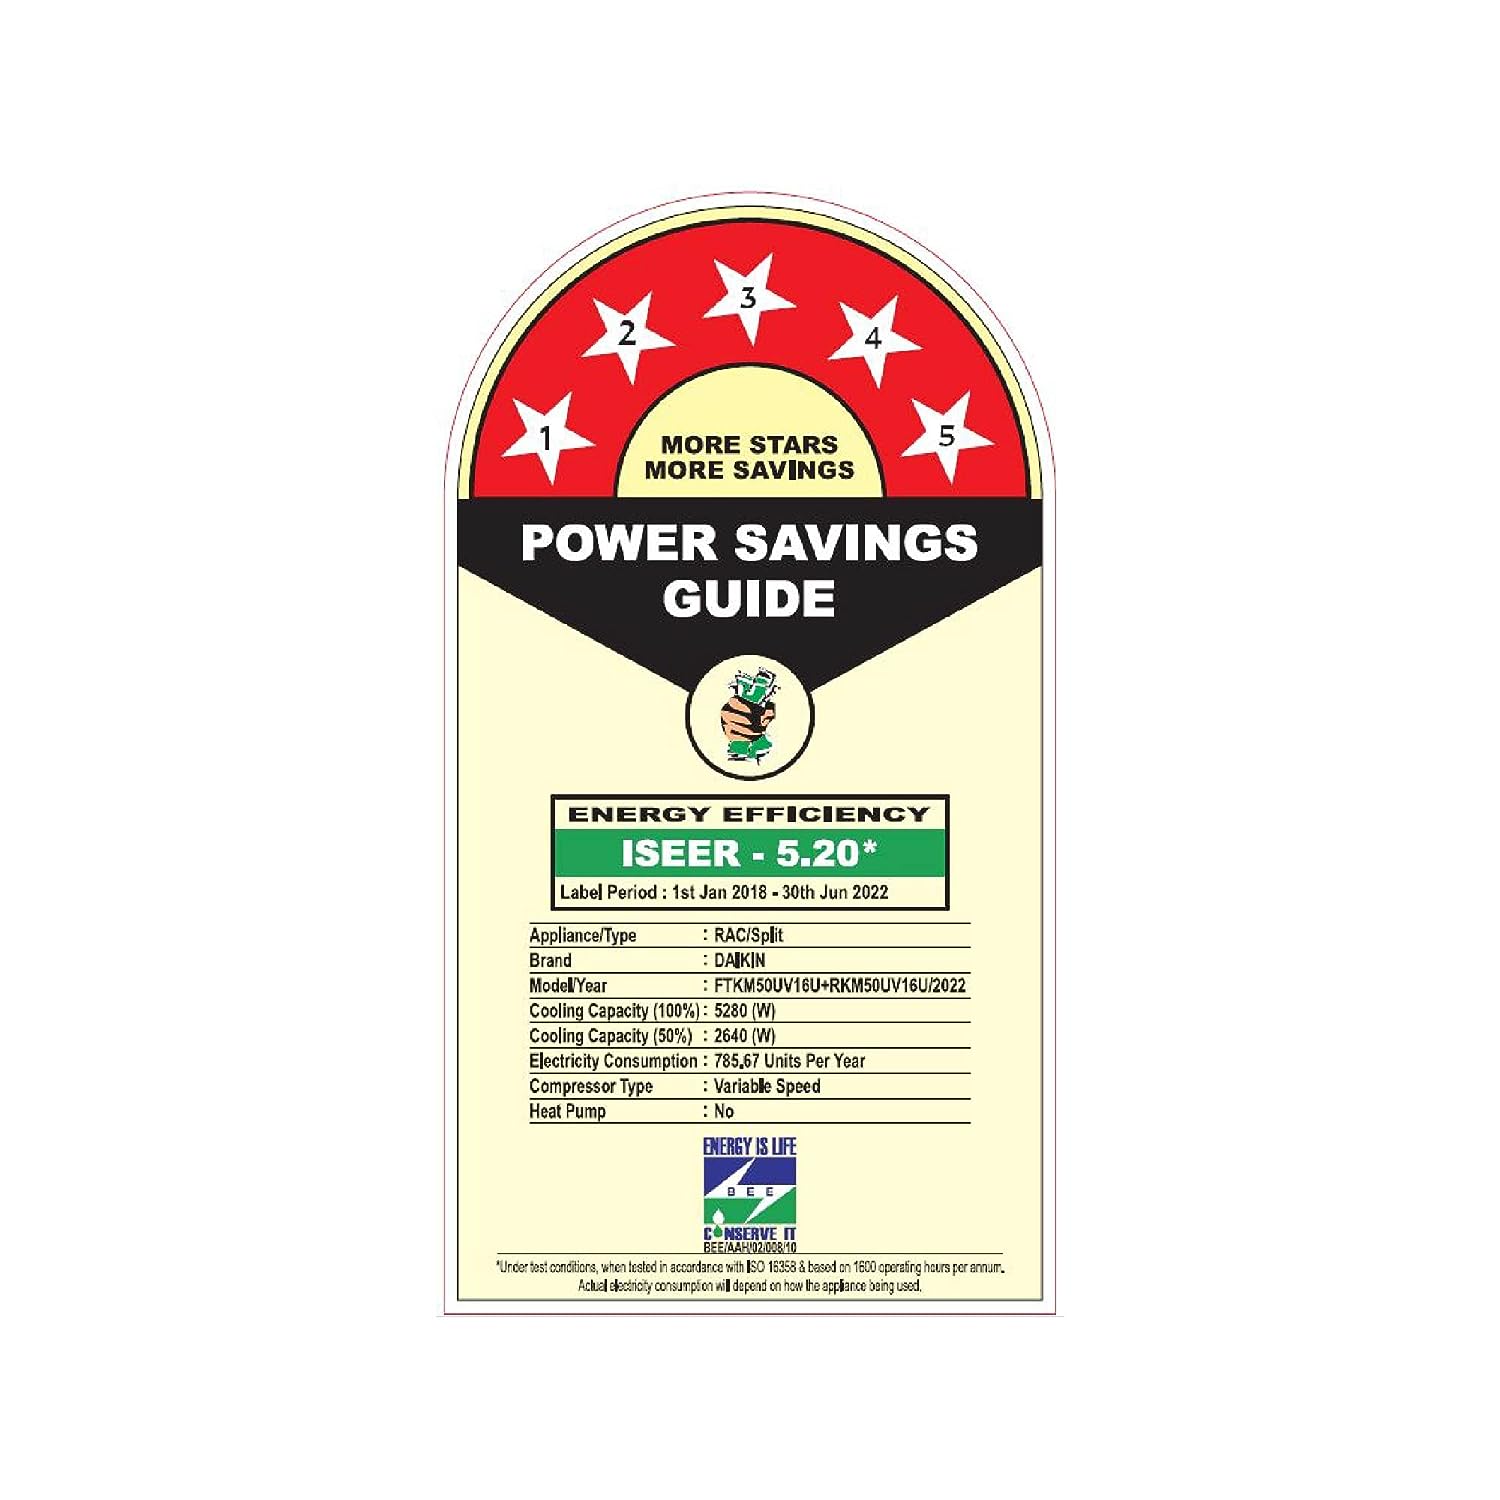 1
2
3
4
5
MORE STARS
MORE SAVINGS
POWER SAVINGS
GUIDE
ENERGY EFFICIENCY
ISEER - 5.20*
Label Period : 1st Jan 2018 - 30th Jun 2022
Appliance/Type : RAC/Split
Brand : DAIKIN
Model/Year : FTKM50UV16U+RKM50UV16U/2022
Cooling Capacity (100%) : 5280 (W)
Cooling Capacity (50%) : 2640 (W)
Electricity Consumption : 785.67 Units Per Year
Compressor Type : Variable Speed
Heat Pump : No
ENERGY IS LIFE
BEE
CONSERVE IT
BEE/AAH/02/008/10
*Under test conditions, when tested in accordance with ISO 16358 & based on 1600 operating hours per annum.
Actual electricity consumption will depend on how the appliance being used.